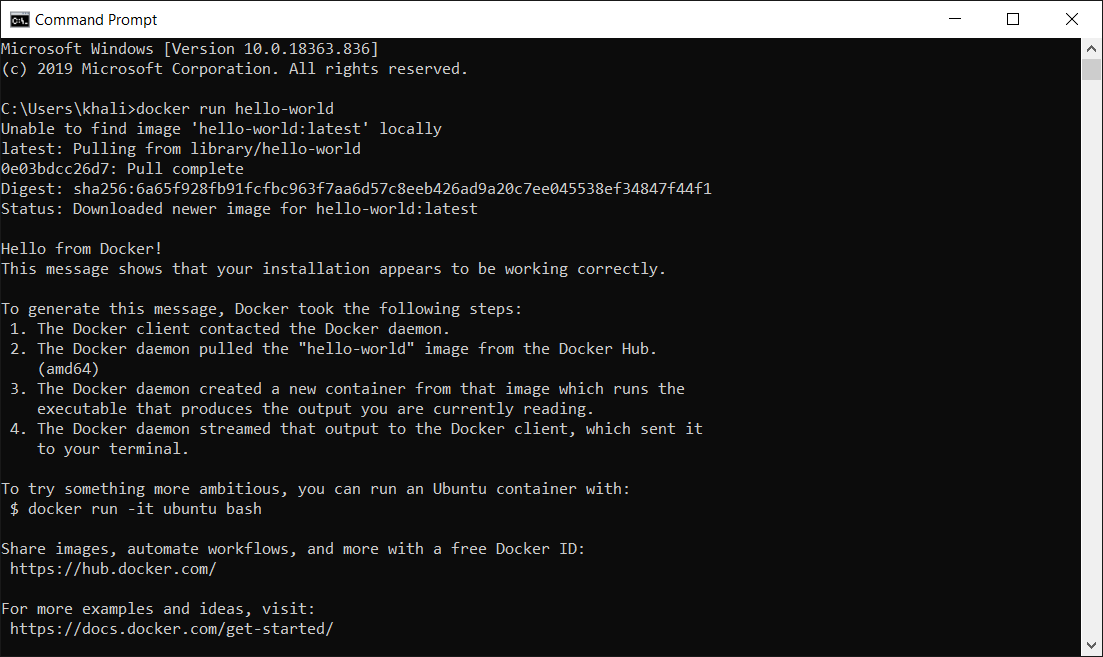 Command Prompt
Microsoft Windows [Version 10.0.18363.836]
(c) 2019 Microsoft Corporation. All rights reserved.
C:\Users\khali>docker run hello-world
Unable to find image 'hello-world:latest' locally
latest: Pulling from library/hello-world
0e03bdcc26d7: Pull complete
Digest: sha256:6a65f928fb91fcfbc963f7aa6d57c8eeb426ad9a20c7ee045538ef34847f44f1
Status: Downloaded newer image for hello-world:latest
Hello from Docker!
This message shows that your installation appears to be working correctly.
To generate this message, Docker took the following steps:
1. The Docker client contacted the Docker daemon.
2. The Docker daemon pulled the "hello-world" image from the Docker Hub.
(amd64)
3. The Docker daemon created a new container from that image which runs the
executable that produces the output you are currently reading.
4. The Docker daemon streamed that output to the Docker client, which sent it
to your terminal.
To try something more ambitious, you can run an Ubuntu container with:
$ docker run -it ubuntu bash
Share images, automate workflows, and more with a free Docker ID:
https://hub.docker.com/
For more examples and ideas, visit:
https://docs.docker.com/get-started/